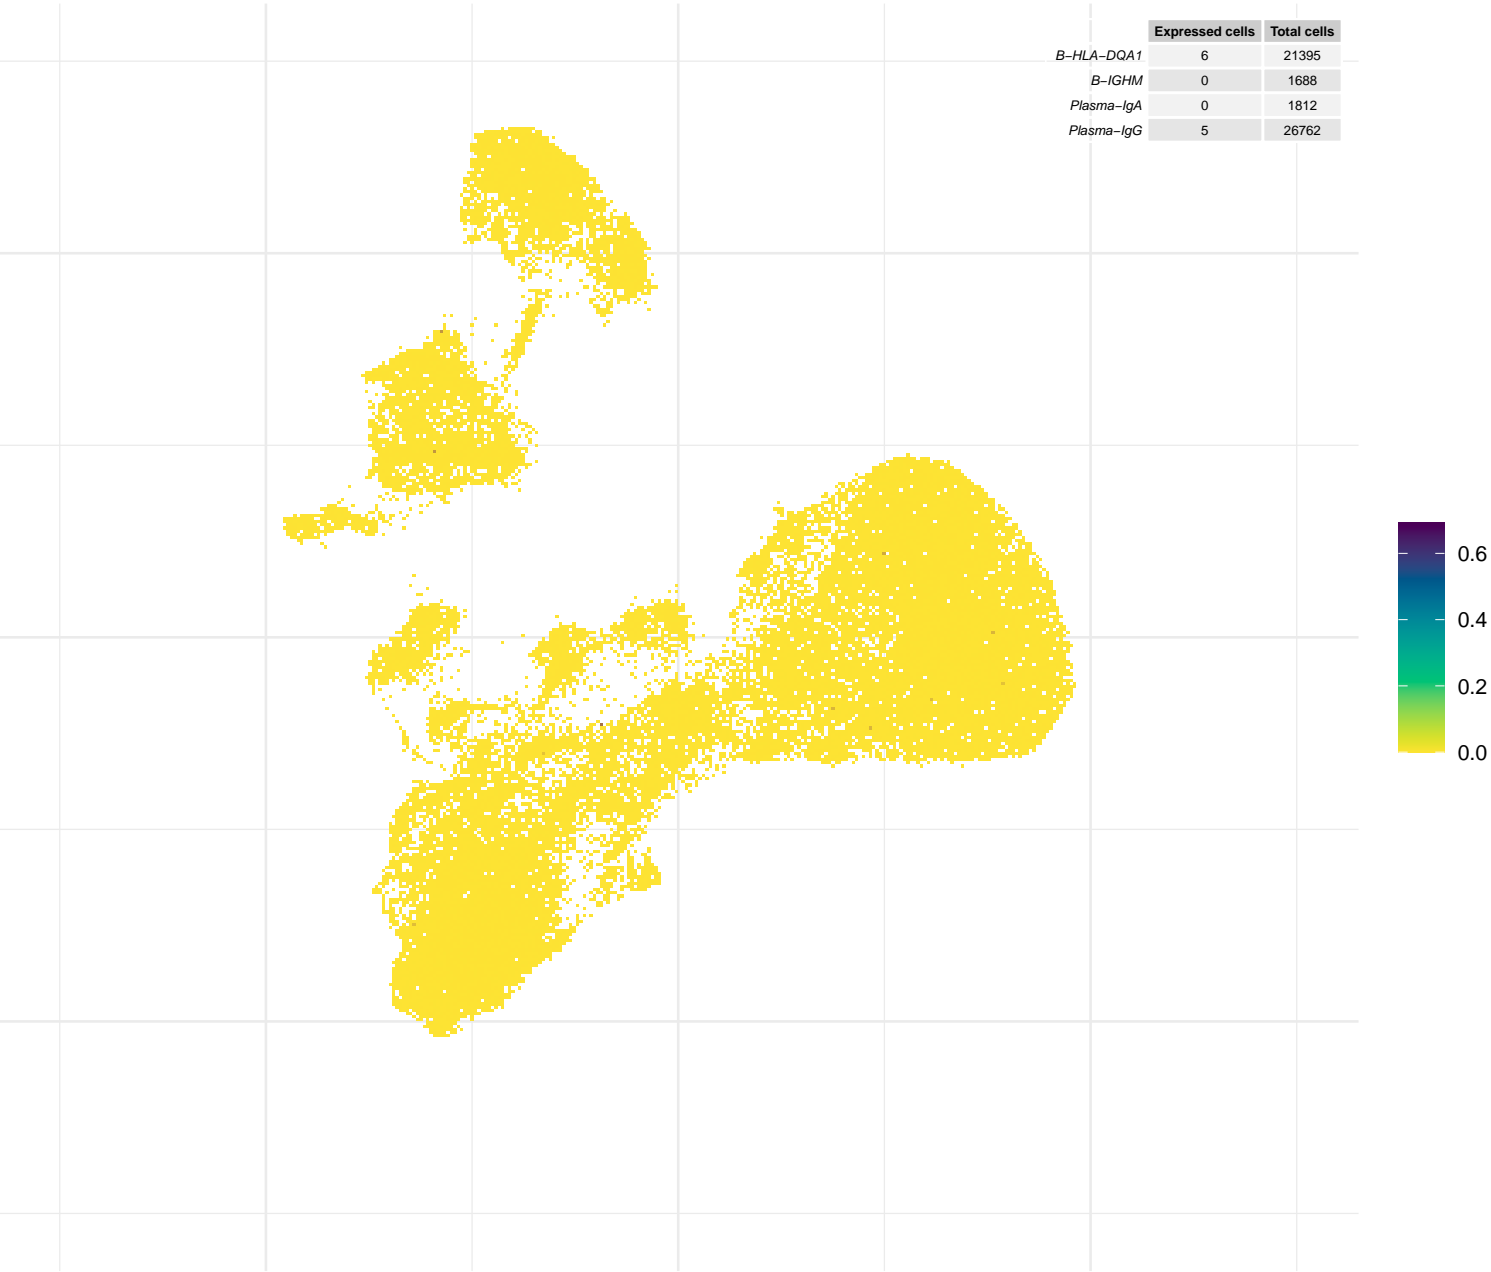 Expressed cells Total cells
B−HLA−DQA1 6 21395
B−IGHM 0 1688
Plasma−IgA 0 1812
Plasma−IgG 5 26762
0.6
0.4
0.2
0.0